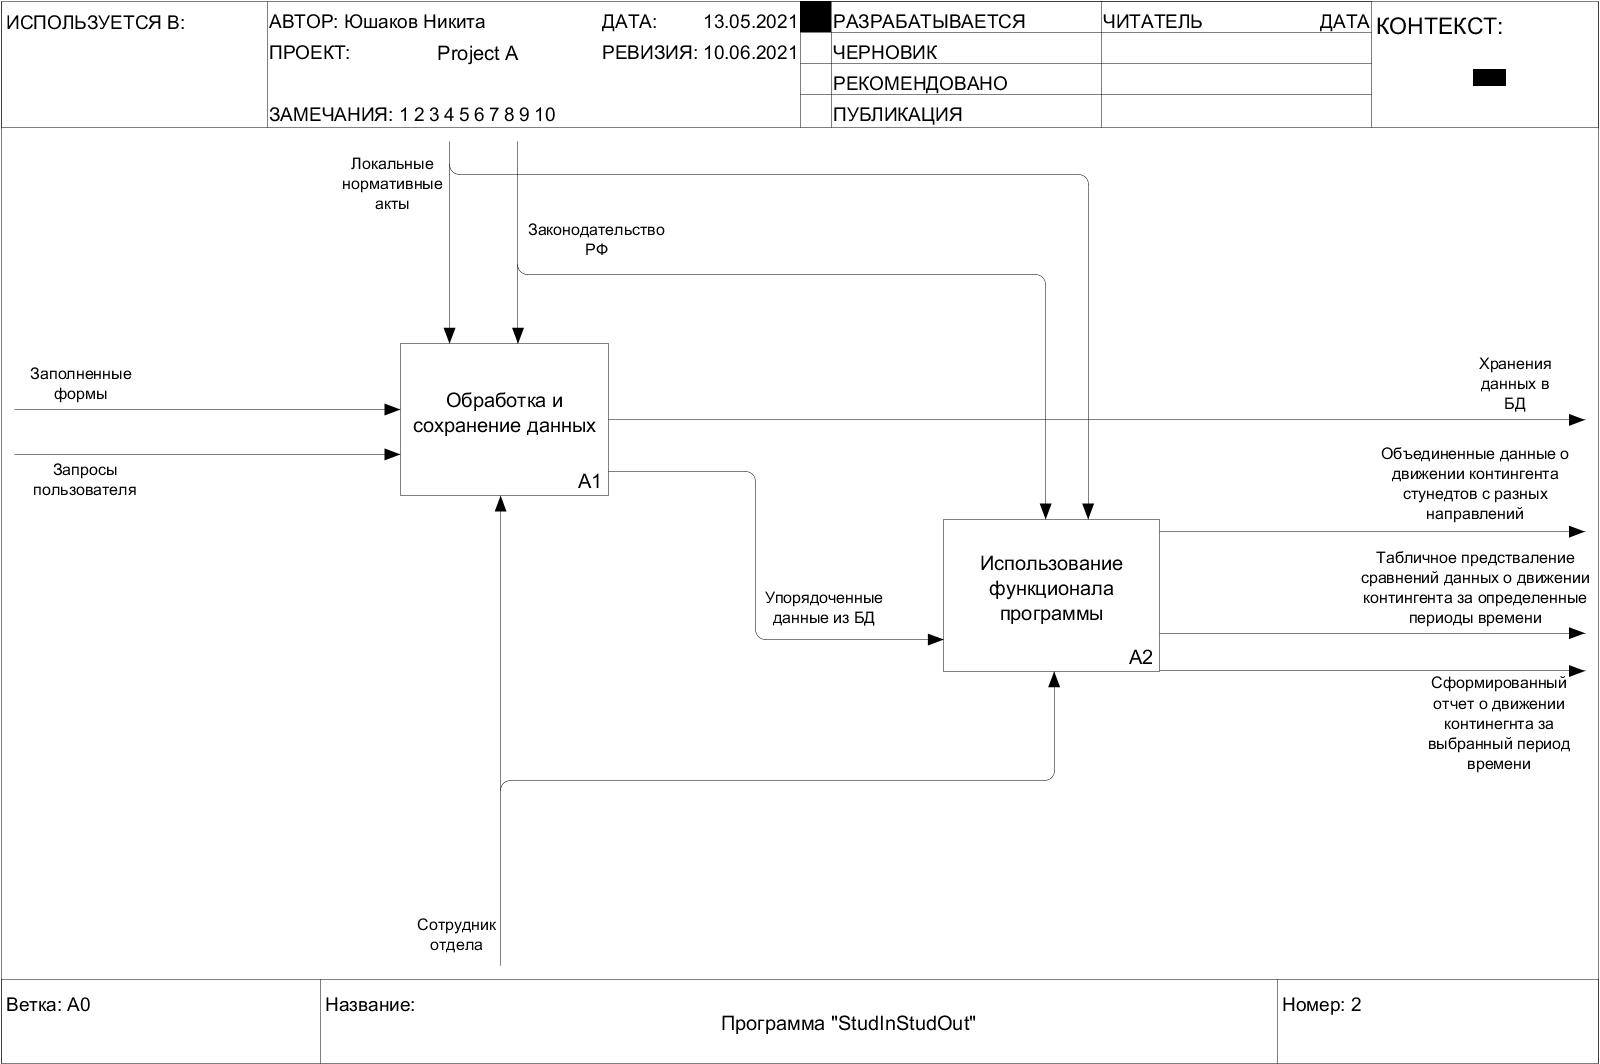 ИСПОЛЬЗУЕТСЯ В:
АВТОР: Юшаков Никита
ДАТА: 13.05.2021
ПРОЕКТ: Project A
РЕВИЗИЯ: 10.06.2021
ЗАМЕЧАНИЯ: 1 2 3 4 5 6 7 8 9 10
РАЗРАБАТЫВАЕТСЯ
ЧЕРНОВИК
РЕКОМЕНДОВАНО
ПУБЛИКАЦИЯ
ЧИТАТЕЛЬ
ДАТА
КОНТЕКСТ:
Локальные
нормативные
акты
Законодательство
РФ
Заполненные
формы
Запросы
пользователя
Обработка и
сохранение данных
A1
Хранения
данных в
БД
Объединенные данные о
движении контингента
стунедтов с разных
направлений
Упорядоченные
данные из БД
Использование
функционала
программы
A2
Табличное предстваление
сравнений данных о движении
контингента за определенные
периоды времени
Сформированный
отчет о движении
континегнта за
выбранный период
времени
Сотрудник
отдела
Ветка: A0
Название:
Программа "StudInStudOut"
Номер: 2